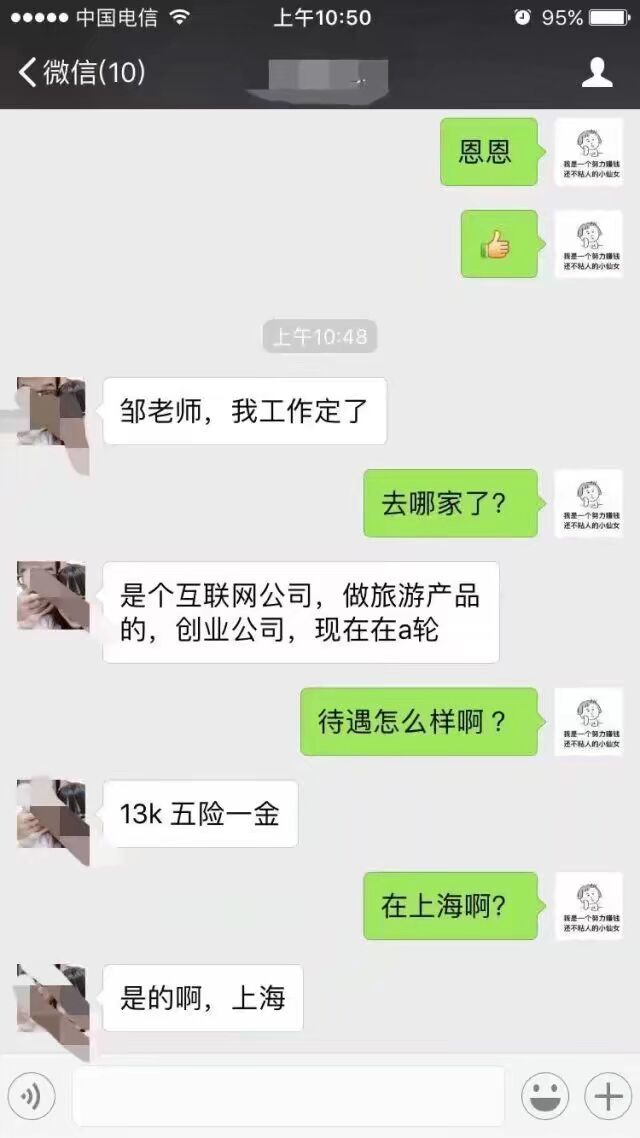 中国电信
上午10:50
95%
微信(10)
恩恩
我是一个努力赚钱
还不粘人的小仙女
我是一个努力赚钱
还不粘人的小仙女
上午10:48
邹老师，我工作定了
去哪家了？
我是一个努力赚钱
还不粘人的小仙女
是个互联网公司，做旅游产品
的，创业公司，现在在a轮
待遇怎么样啊？
我是一个努力赚钱
还不粘人的小仙女
13k 五险一金
在上海啊？
我是一个努力赚钱
还不粘人的小仙女
是的啊，上海